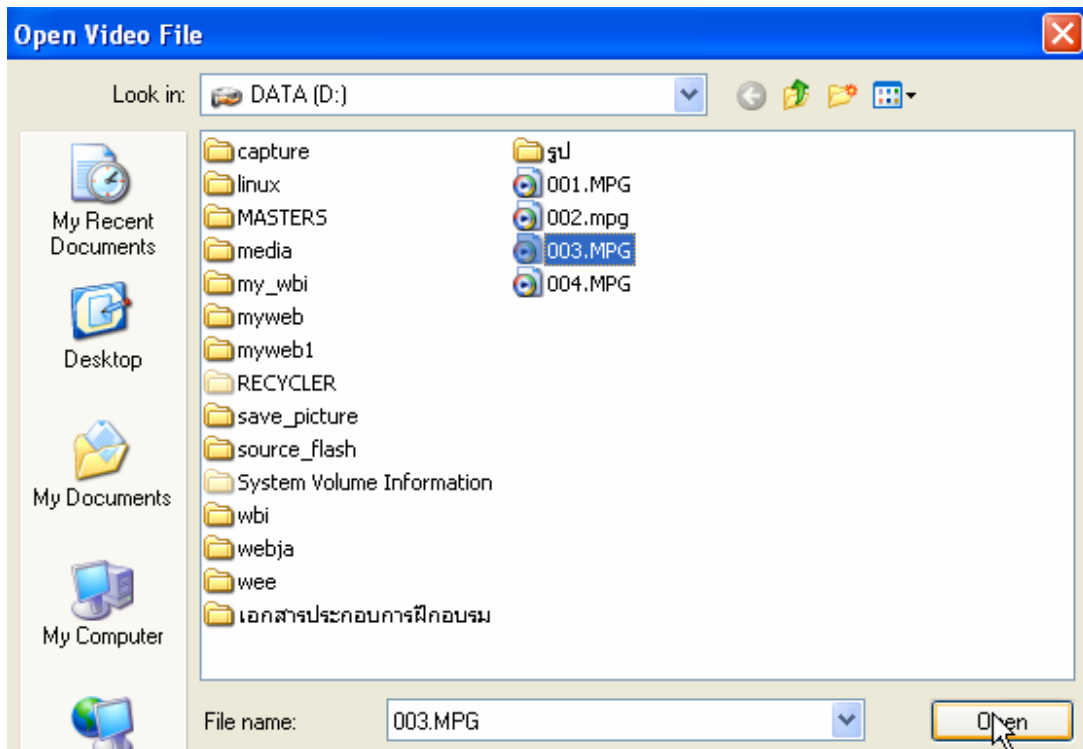 Open Video File
Look in: DATA (D:)
My Recent
Documents
Desktop
My Documents
My Computer
capture
linux
MASTERS
media
my_wbi
myweb
myweb1
RECYCLER
save_picture
source_flash
System Volume Information
wbi
webja
wee
เอกสารประกอบการฝึกอบรม
รูป
001.MPG
002.mpg
003.MPG
004.MPG
File name: 003.MPG
Open